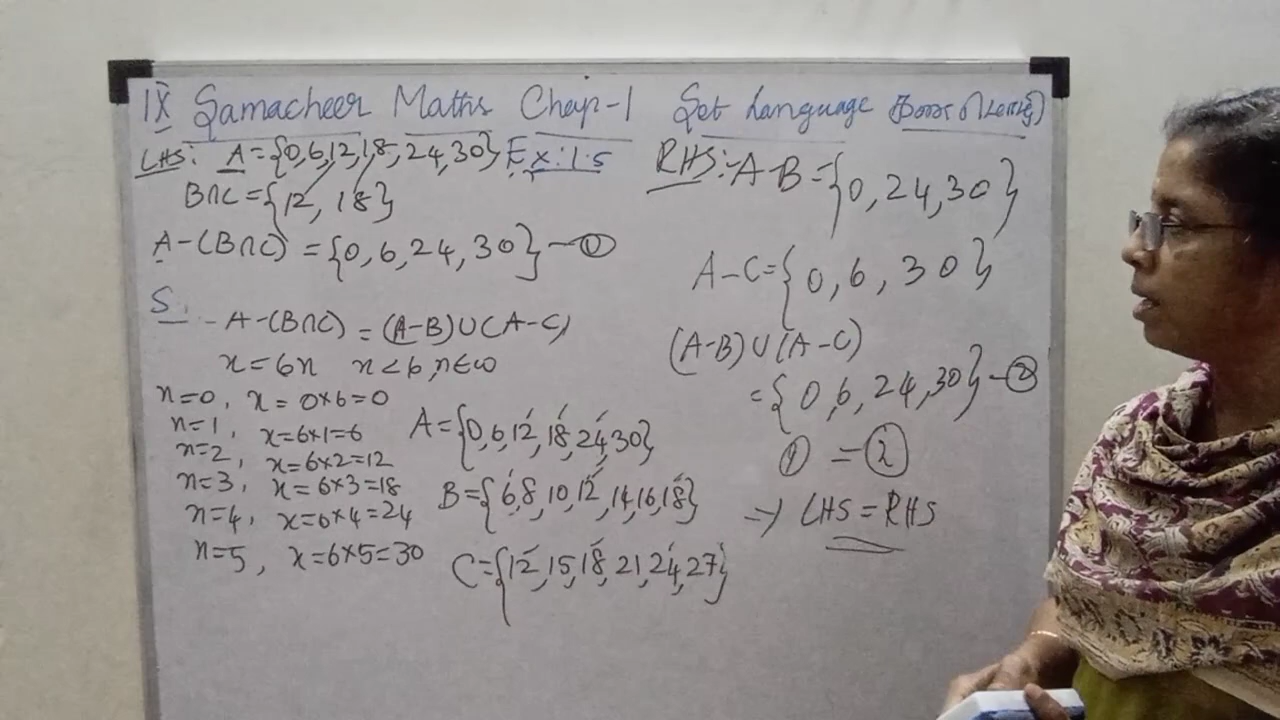 IX Samacheer Maths Chap-1 Set Language (கணமொழி)
LHS: A={0,6,12,18,24,30} Ex:1.5
B∩C={12, 18}
A-(B∩C) ={0,6,24,30}-①
5.
-A-(B∩C) = (A-B)∪(A-C)
x=6n n<6,n∈w
n=0, x= 0×6=0
n=1, x=6×1=6
n=2, x=6×2=12
n=3, x=6×3=18
n=4, x=6×4=24
n=5, x=6×5=30
A={0,6,12,18,24,30}
B={6,8,10,12,14,16,18}
C={12,15,18,21,24,27}
RHS:-A-B={0,24,30}
A-C={0,6,30}
(A-B)∪(A-C)
={0,6,24,30}-②
①=②
⇒ LHS=RHS